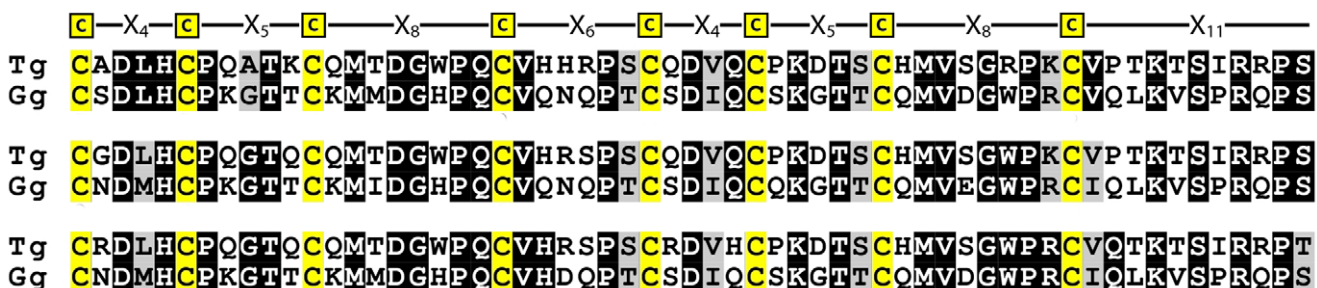 C X4 C X5 C X8 C X6 C X4 C X5 C X8 C X11
Tg CADLHCPQATKCQMTDGWPQCVHHRPSCQDVQCPKDTSCHMVSGRPKCVPTKTSIRRPS
Gg CSDLHCPKGTTCKMMDGHPQCVQNQPTCSDIQCSKGTTCQMVDGWPRCVQLKVSPRQPS
Tg CGDLHCPQGTQCQMTDGWPQCVHRSPSCQDVQCPKDTSCHMVSGWPKCVPTKTSIRRPS
Gg CNDMHCPKGTTCKMIDGHPQCVQNQPTCSDIQCQKGTTCQMVEGWPRCIQLKVSPRQPS
Tg CRDLHCPQGTQCQMTDGWPQCVHRSPSCRDVHCPKDTSCHMVSGWPRCVQTKTSIRRPT
Gg CNDMHCPKGTTCKMMDGHPQCVHDQPTCSDIQCSKGTTCQMVDGWPRCIQLKVSPRQPS